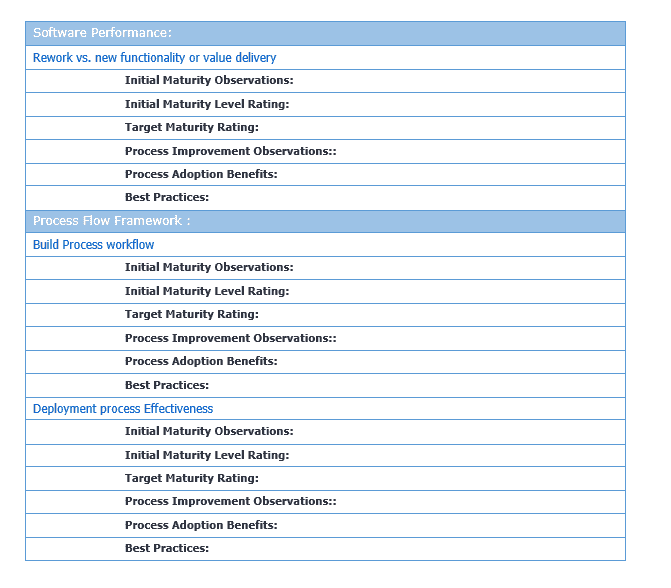 Software Performance:
Rework vs. new functionality or value delivery
Initial Maturity Observations:
Initial Maturity Level Rating:
Target Maturity Rating:
Process Improvement Observations::
Process Adoption Benefits:
Best Practices:
Process Flow Framework :
Build Process workflow
Initial Maturity Observations:
Initial Maturity Level Rating:
Target Maturity Rating:
Process Improvement Observations::
Process Adoption Benefits:
Best Practices:
Deployment process Effectiveness
Initial Maturity Observations:
Initial Maturity Level Rating:
Target Maturity Rating:
Process Improvement Observations::
Process Adoption Benefits:
Best Practices: